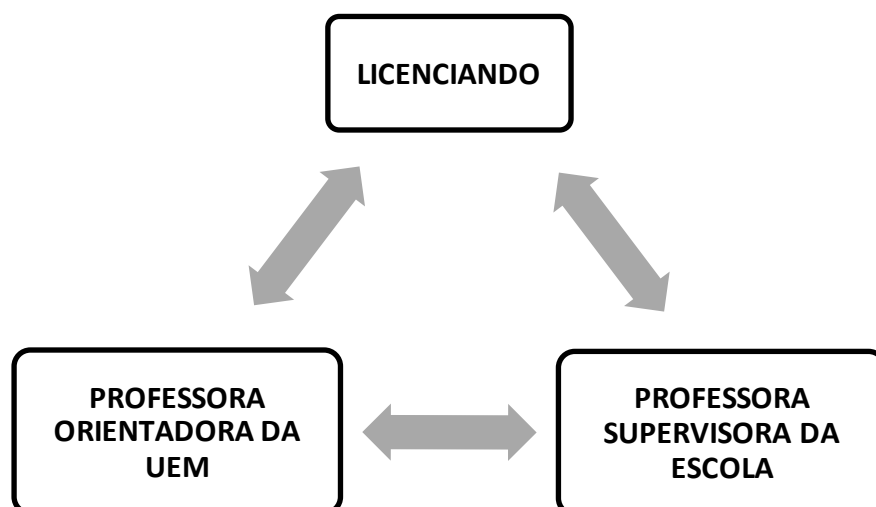 LICENCIANDO
PROFESSORA
ORIENTADORA DA
UEM
PROFESSORA
SUPERVISORA DA
ESCOLA